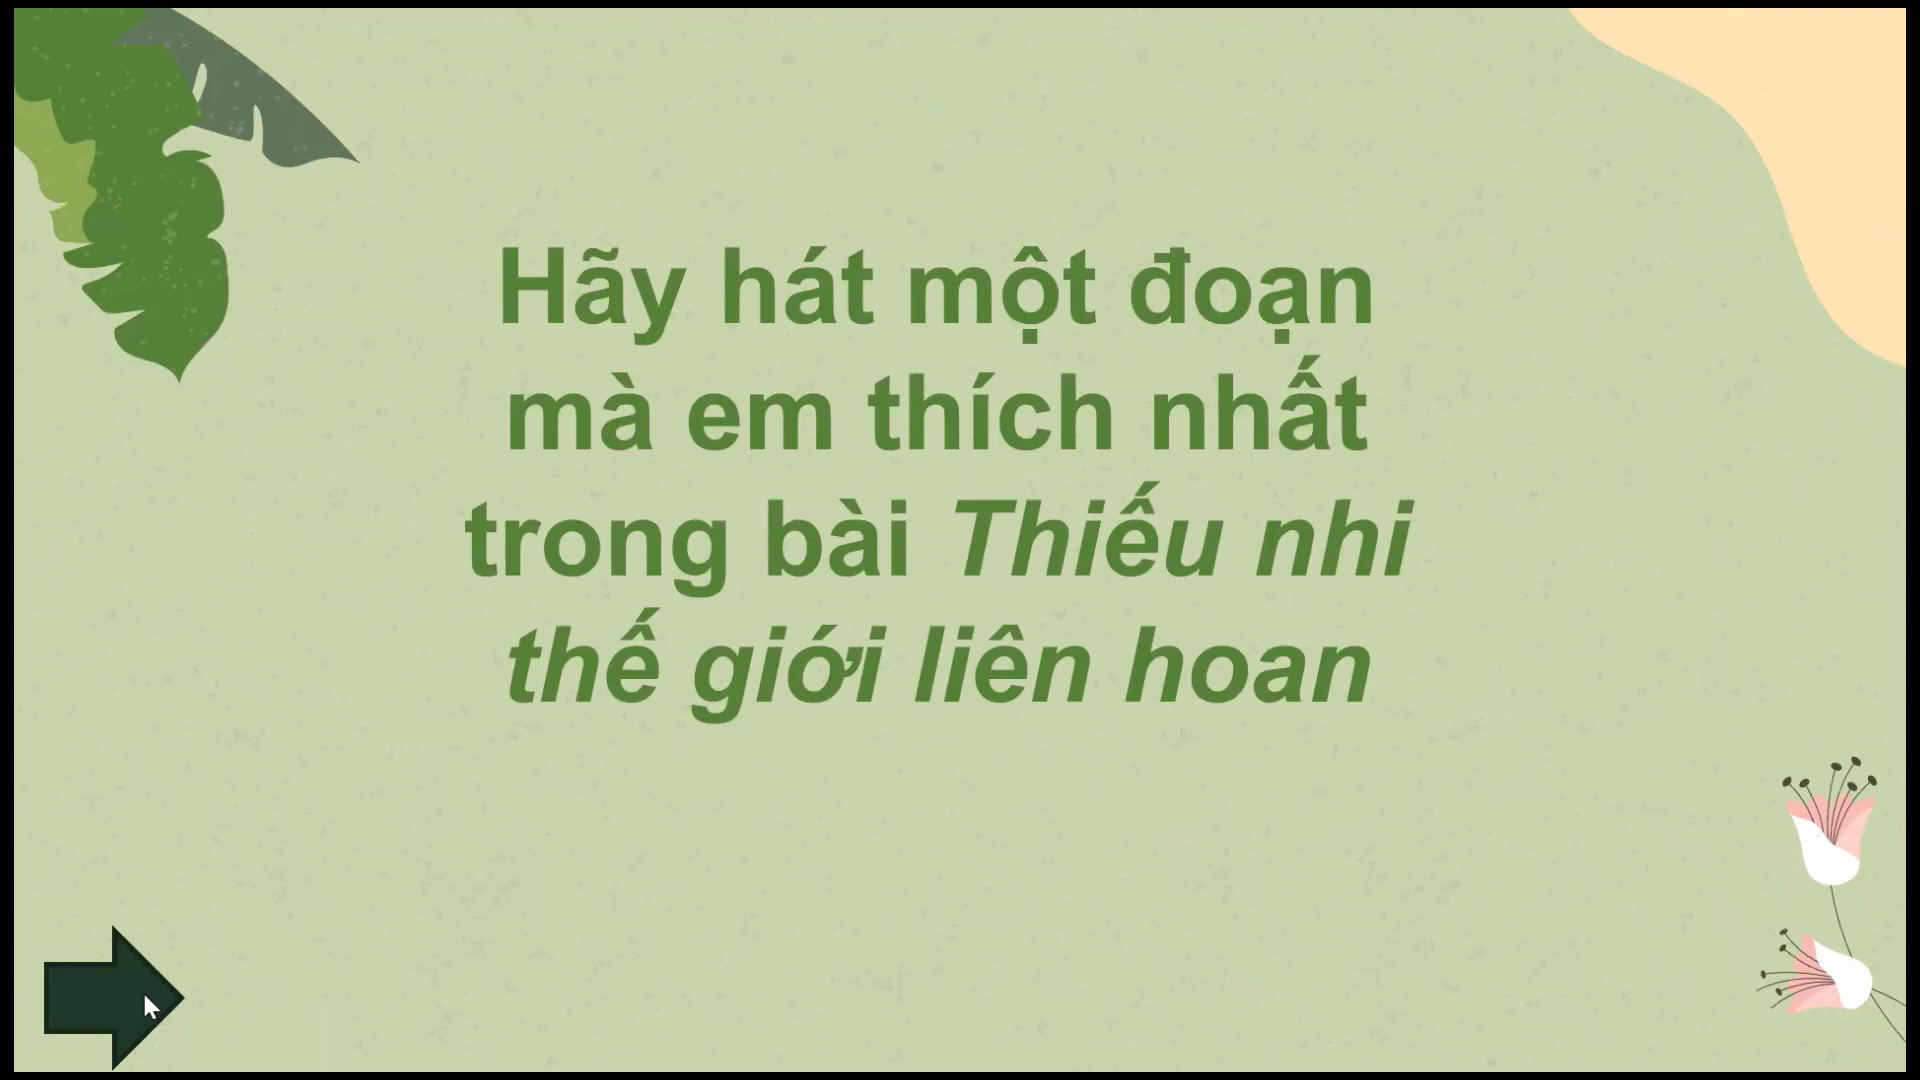 Hãy hát một đoạn
mà em thích nhất
trong bài Thiếu nhi
thế giới liên hoan